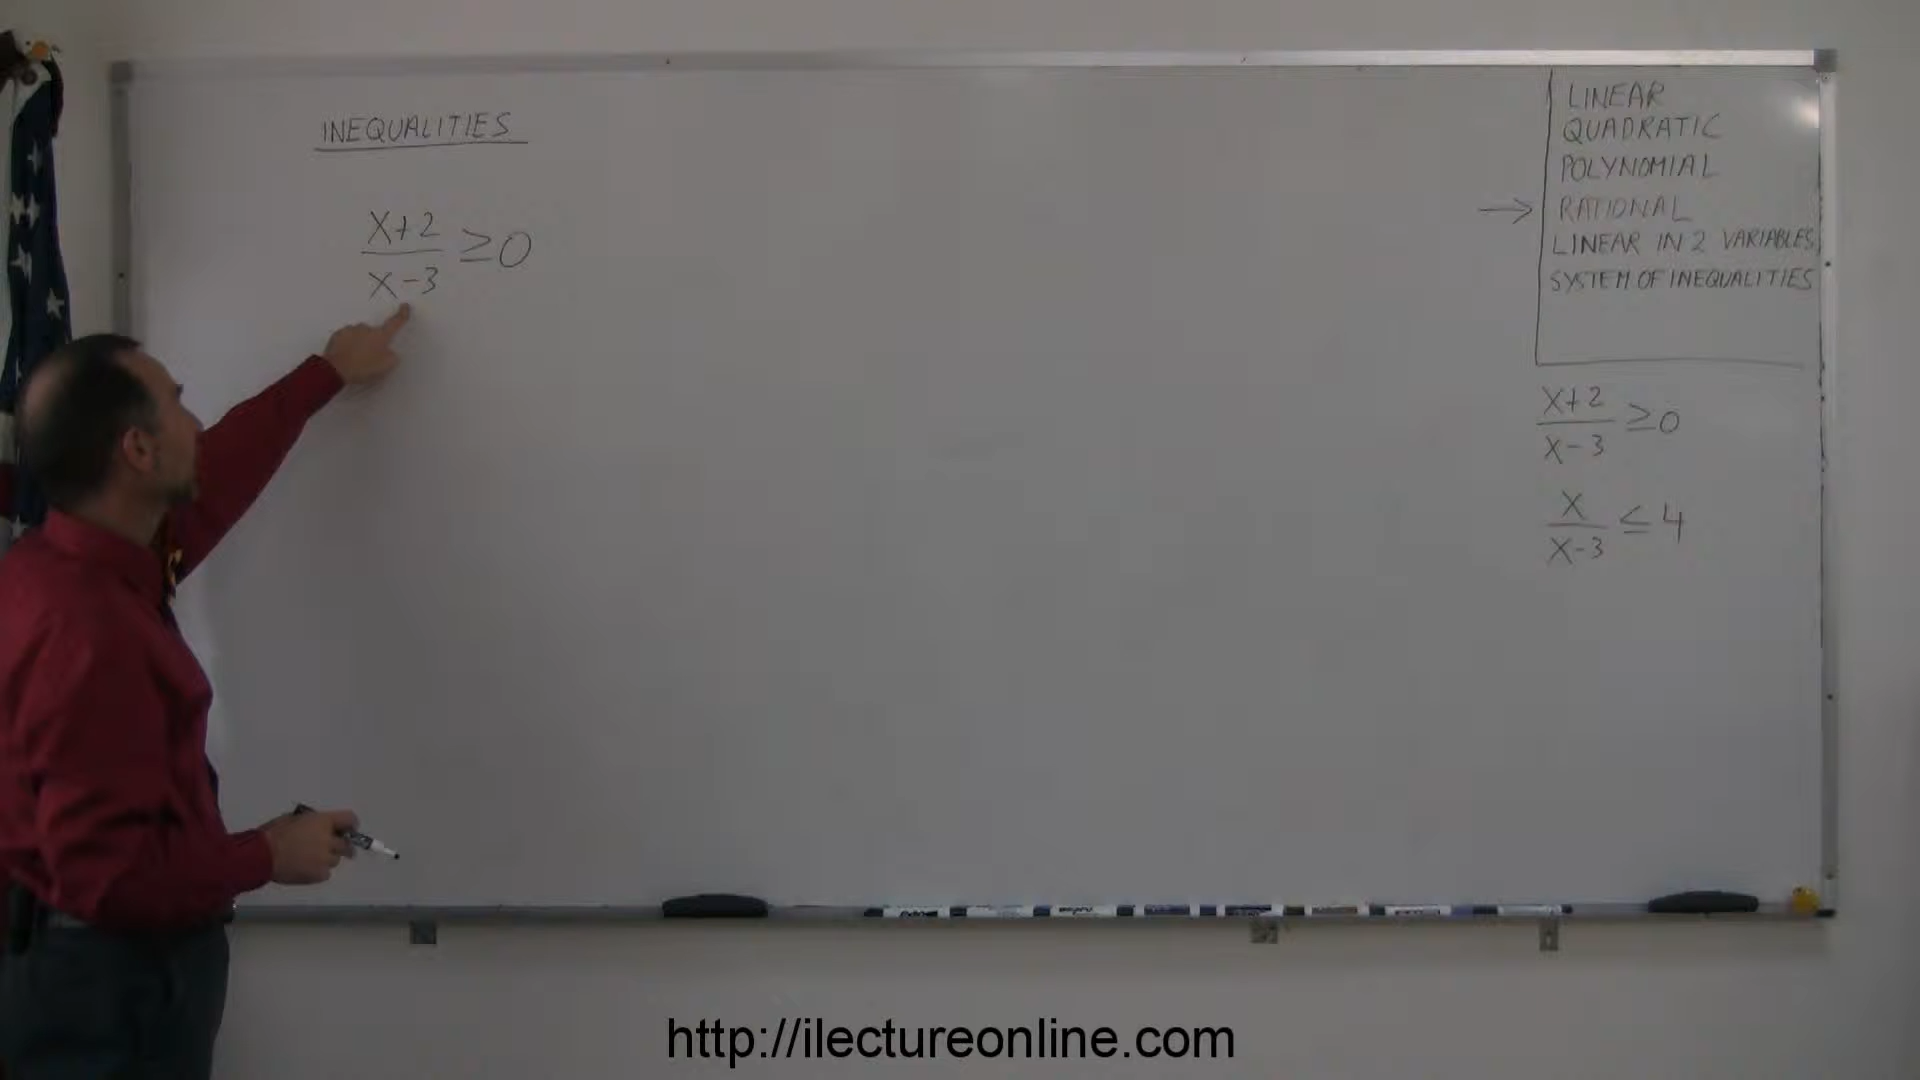 INEQUALITIES
x+2
x-3
≥0
LINEAR
QUADRATIC
POLYNOMIAL
→ RATIONAL
LINEAR IN 2 VARIABLES
SYSTEM OF INEQUALITIES
x+2
x-3
≥0
x
x-3
≤4
http://ilectureonline.com